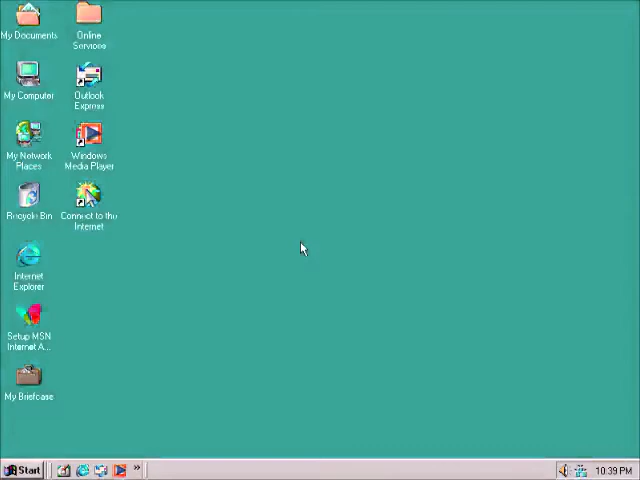 My Documents
Online
Services
My Computer
Outlook
Express
My Network
Places
Windows
Media Player
Recycle Bin
Connect to the
Internet
Internet
Explorer
Setup MSN
Internet A...
My Briefcase
Start
10:39 PM